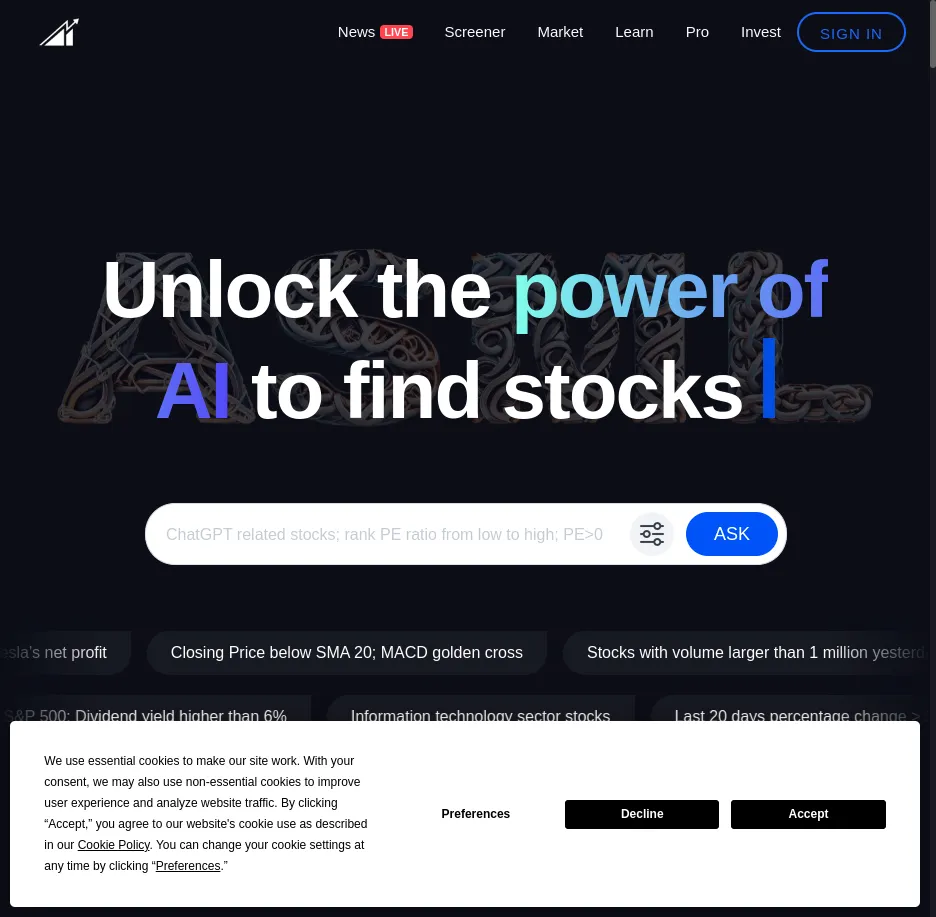 News LIVE Screener Market Learn Pro Invest SIGN IN
Unlock the power of
AI to find stocks
ChatGPT related stocks; rank PE ratio from low to high; PE>0
ASK
esla's net profit
Closing Price below SMA 20; MACD golden cross
Stocks with volume larger than 1 million yesterd
S&P 500; Dividend yield higher than 6%
Information technology sector stocks
Last 20 days percentage change >
We use essential cookies to make our site work. With your
consent, we may also use non-essential cookies to improve
user experience and analyze website traffic. By clicking
“Accept,” you agree to our website's cookie use as described
in our Cookie Policy. You can change your cookie settings at
any time by clicking “Preferences.”
Preferences
Decline
Accept